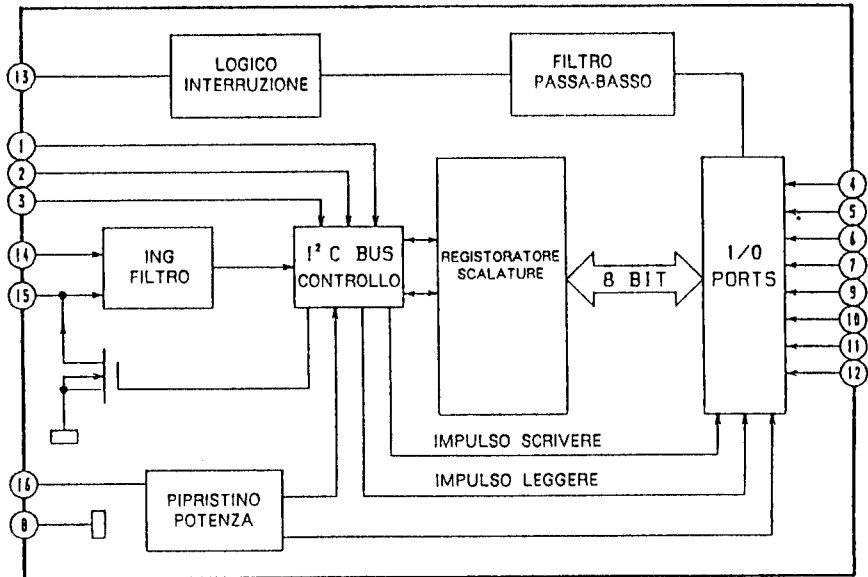 13
LOGICO
INTERRUZIONE
FILTRO
PASSA-BASSO
1
2
3
14
15
ING
FILTRO
I² C BUS
CONTROLLO
REGISTORATORE
SCALATURE
8 BIT
I/O
PORTS
4
5
6
7
9
10
11
12
IMPULSO SCRIVERE
IMPULSO LEGGERE
16
8
PIPRISTINO
POTENZA